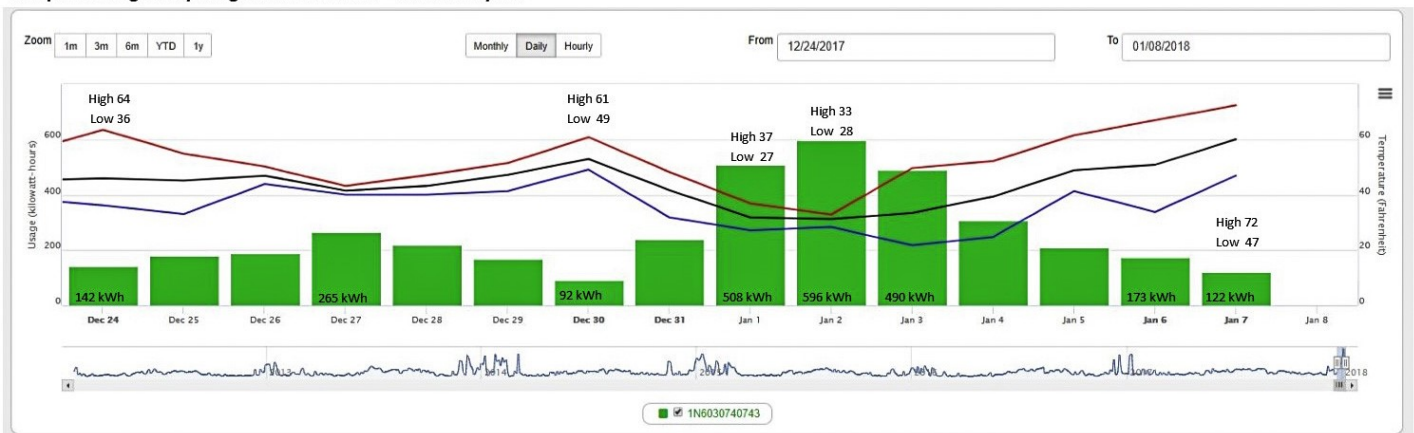 Zoom 1m 3m 6m YTD 1y Monthly Daily Hourly From 12/24/2017 To 01/08/2018
High 64
Low 36
High 61
Low 49
High 37
Low 27
High 33
Low 28
High 72
Low 47
Usage (kilowatt-hours)
600
400
200
0
Temperature (Fahrenheit)
60
40
20
0
142 kWh 265 kWh 92 kWh 508 kWh 596 kWh 490 kWh 173 kWh 122 kWh
Dec 24 Dec 25 Dec 26 Dec 27 Dec 28 Dec 29 Dec 30 Dec 31 Jan 1 Jan 2 Jan 3 Jan 4 Jan 5 Jan 6 Jan 7 Jan 8
2013 2014 2018
1N6030740743